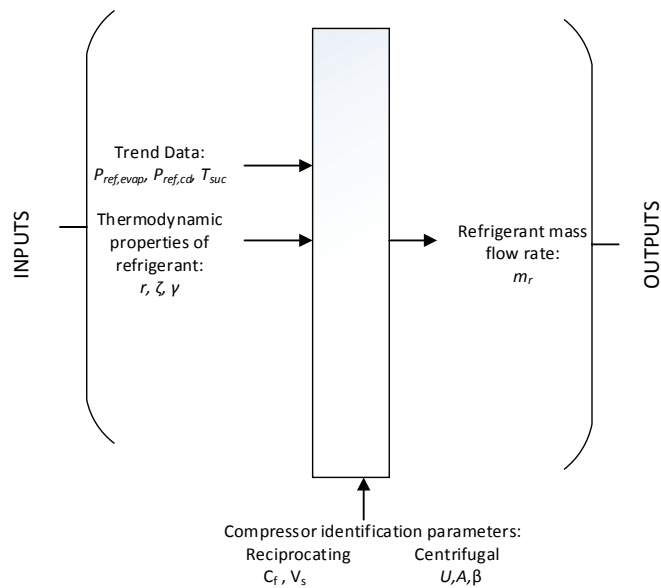 INPUTS
Trend Data:
P_ref,evap, P_ref,cd, T_suc
Thermodynamic
properties of
refrigerant:
r, ζ, γ
Refrigerant mass
flow rate:
m_r
OUTPUTS
Compressor identification parameters:
Reciprocating Centrifugal
C_f , V_s U,A,β